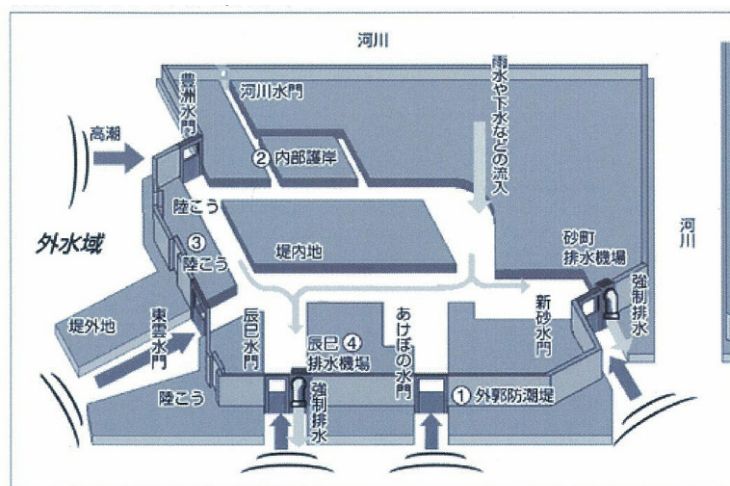 河川
豊洲水門
河川水門
雨水や下水などの流入
高潮
② 内部護岸
陸こう
外水域
③
陸こう
堤内地
砂町
排水機場
河川
強制排水
堤外地
東雲水門
辰巳水門
辰巳 ④
排水機場
あけぼの水門
新砂水門
陸こう
強制排水
① 外郭防潮堤